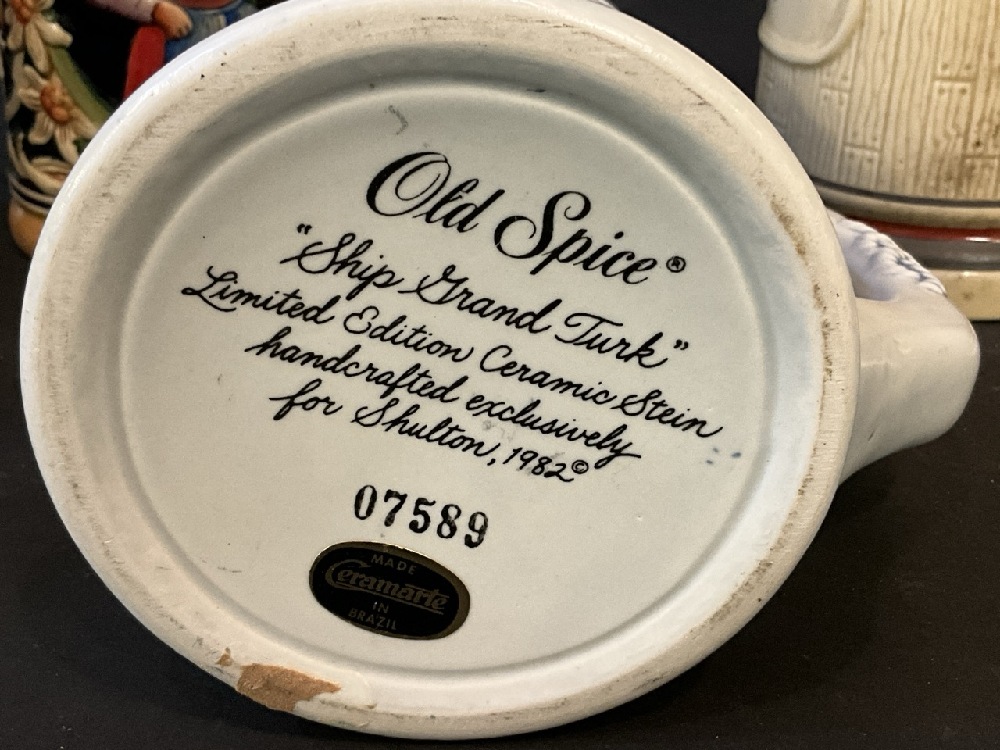 Old Spice®
"Ship Grand Turk"
Limited Edition Ceramic Stein
handcrafted exclusively
for Shulton, 1982©
07589
MADE
Ceramarte
IN
BRAZIL